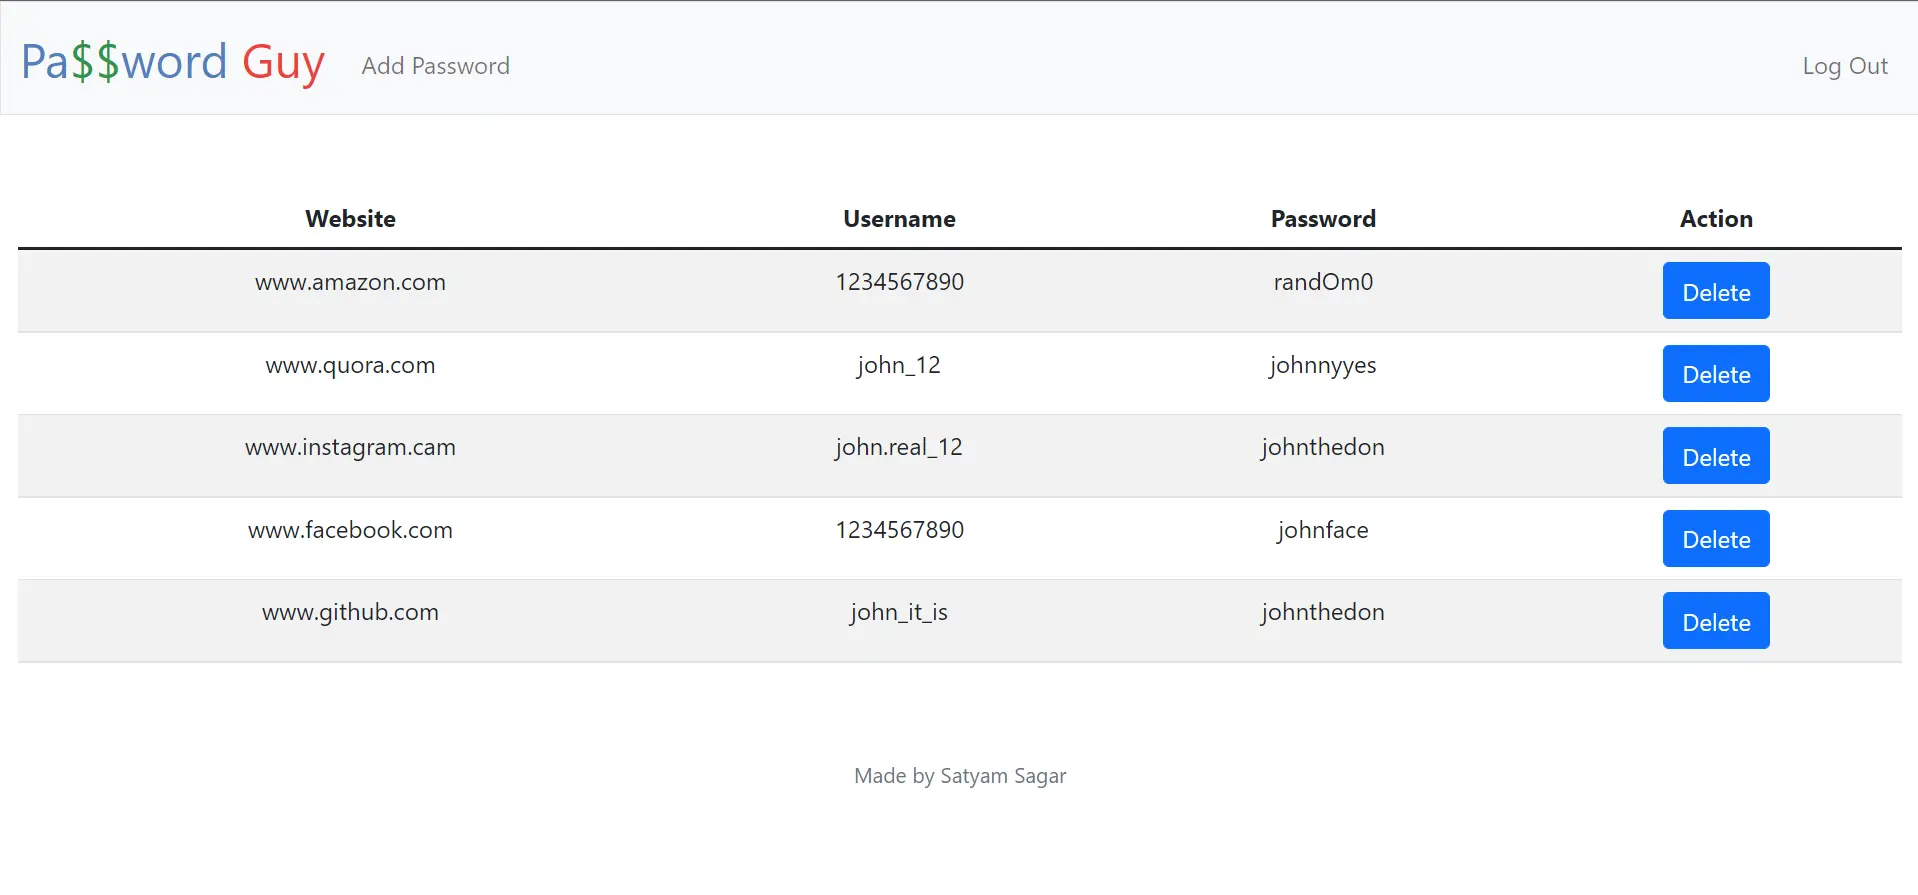 Pa$$word Guy Add Password Log Out
Website Username Password Action
www.amazon.com 1234567890 randOm0 Delete
www.quora.com john_12 johnnyyes Delete
www.instagram.cam john.real_12 johnthedon Delete
www.facebook.com 1234567890 johnface Delete
www.github.com john_it_is johnthedon Delete
Made by Satyam Sagar